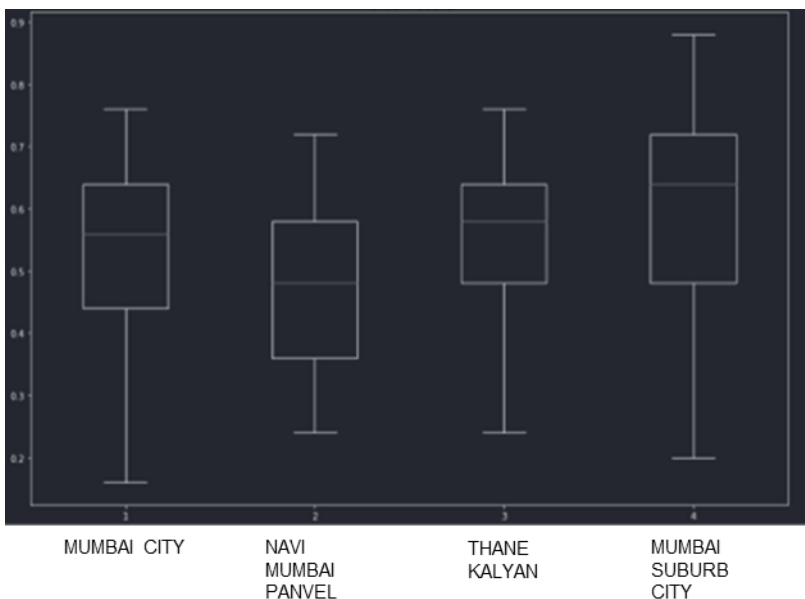 0.9
0.8
0.7
0.6
0.5
0.4
0.3
0.2
1 2 3 4
MUMBAI CITY
NAVI
MUMBAI
PANVEL
THANE
KALYAN
MUMBAI
SUBURB
CITY